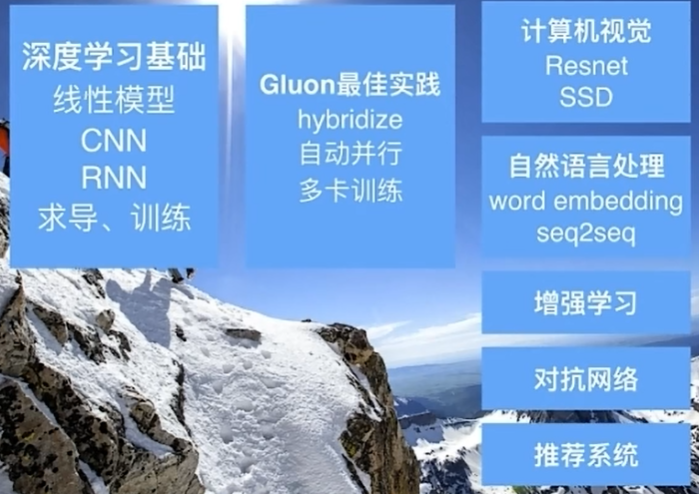 深度学习基础
线性模型
CNN
RNN
求导、训练
Gluon最佳实践
hybridize
自动并行
多卡训练
计算机视觉
Resnet
SSD
自然语言处理
word embedding
seq2seq
增强学习
对抗网络
推荐系统